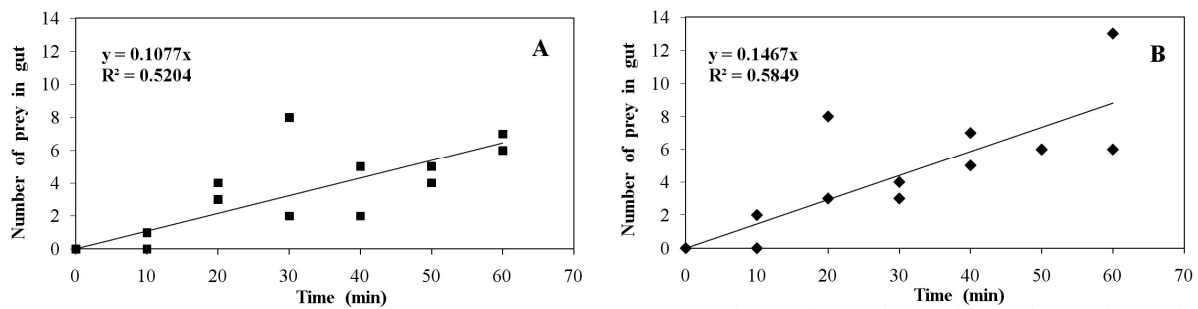 A
y = 0.1077x
R² = 0.5204
Number of prey in gut
14
12
10
8
6
4
2
0
0 10 20 30 40 50 60 70
Time (min)
B
y = 0.1467x
R² = 0.5849
Number of prey in gut
14
12
10
8
6
4
2
0
0 10 20 30 40 50 60 70
Time (min)